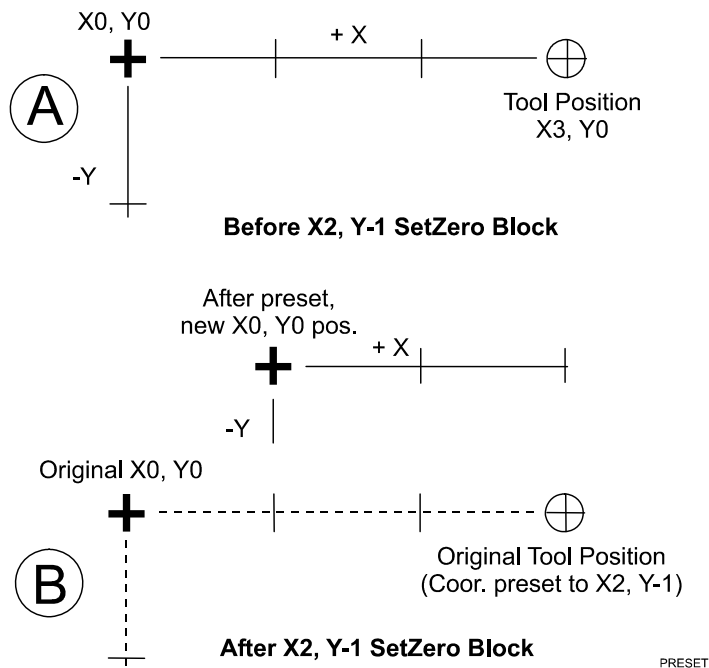 X0, Y0
+ X
A
Tool Position
X3, Y0
-Y
Before X2, Y-1 SetZero Block
After preset,
new X0, Y0 pos.
+ X
-Y
Original X0, Y0
Original Tool Position
(Coor. preset to X2, Y-1)
B
After X2, Y-1 SetZero Block
PRESET